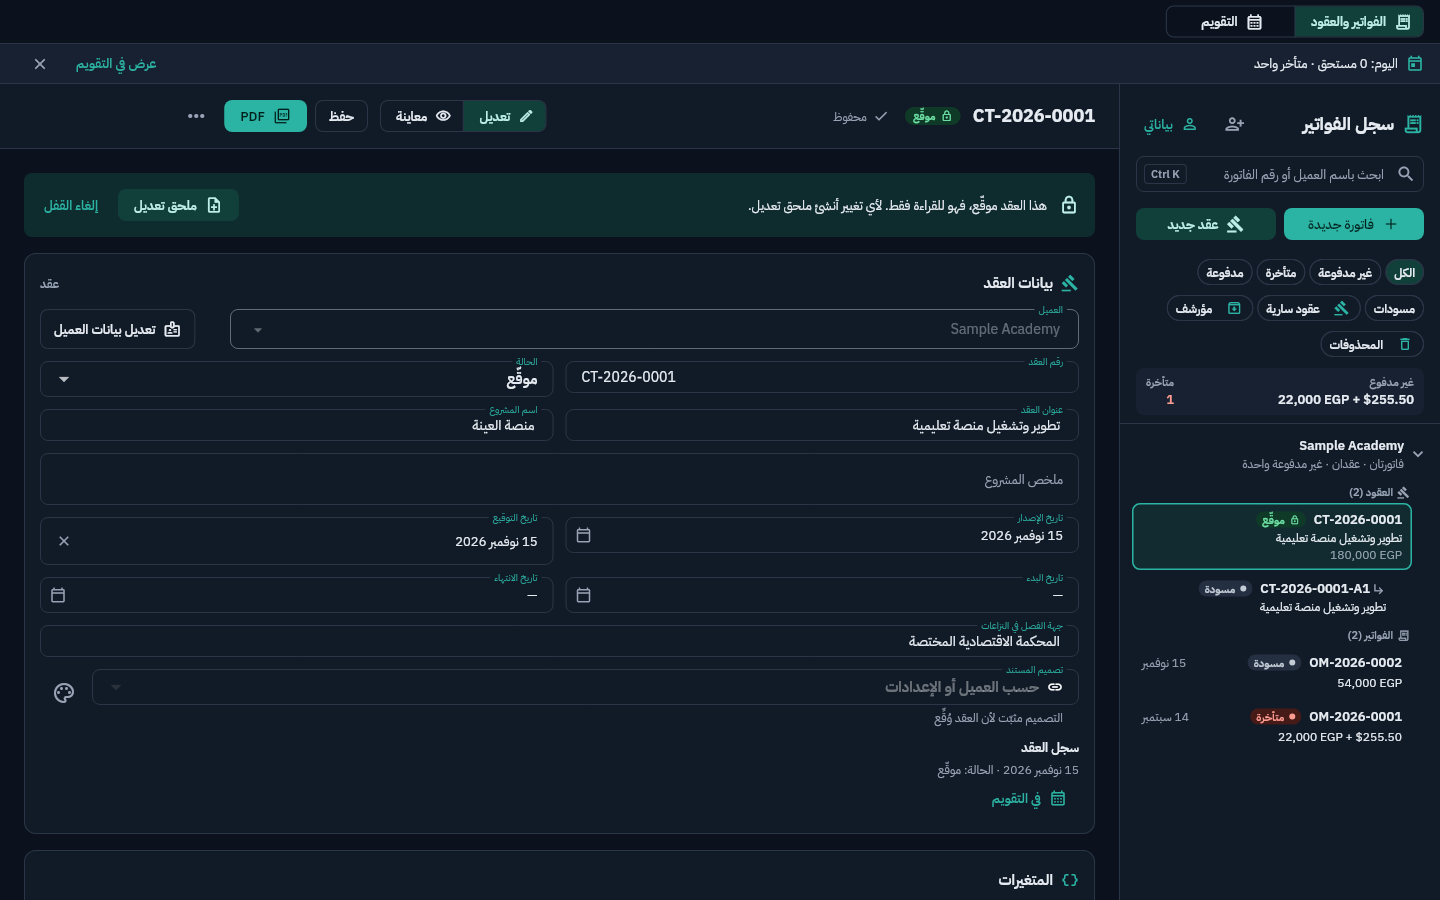 الفواتير والعقود
التقويم
اليوم: 0 مستحق · متأخر واحد
عرض في التقويم
سجل الفواتير
بياناتي
ابحث باسم العميل أو رقم الفاتورة
Ctrl K
فاتورة جديدة
عقد جديد
الكل
غير مدفوعة
متأخرة
مدفوعة
مسودات
عقود سارية
مؤرشف
المحذوفات
غير مدفوع
متأخرة
22,000 EGP + $255.50
1
Sample Academy
فاتورتان · عقدان · غير مدفوعة واحدة
العقود (2)
CT-2026-0001
موقّع
تطوير وتشغيل منصة تعليمية
180,000 EGP
CT-2026-0001-A1
مسودة
تطوير وتشغيل منصة تعليمية
الفواتير (2)
OM-2026-0002
مسودة
15 نوفمبر
54,000 EGP
OM-2026-0001
متأخرة
14 سبتمبر
22,000 EGP + $255.50
CT-2026-0001
موقّع
محفوظ
تعديل
معاينة
حفظ
PDF
هذا العقد موقّع، فهو للقراءة فقط. لأي تغيير أنشئ ملحق تعديل.
ملحق تعديل
إلغاء القفل
بيانات العقد
عقد
العميل
Sample Academy
تعديل بيانات العميل
رقم العقد
CT-2026-0001
الحالة
موقّع
عنوان العقد
تطوير وتشغيل منصة تعليمية
اسم المشروع
منصة العينة
ملخص المشروع
تاريخ الإصدار
15 نوفمبر 2026
تاريخ التوقيع
15 نوفمبر 2026
تاريخ البدء
—
تاريخ الانتهاء
—
جهة الفصل في النزاعات
المحكمة الاقتصادية المختصة
تصميم المستند
حسب العميل أو الإعدادات
التصميم مثبّت لأن العقد وُقّع
سجل العقد
15 نوفمبر 2026 · الحالة: موقّع
في التقويم
المتغيرات